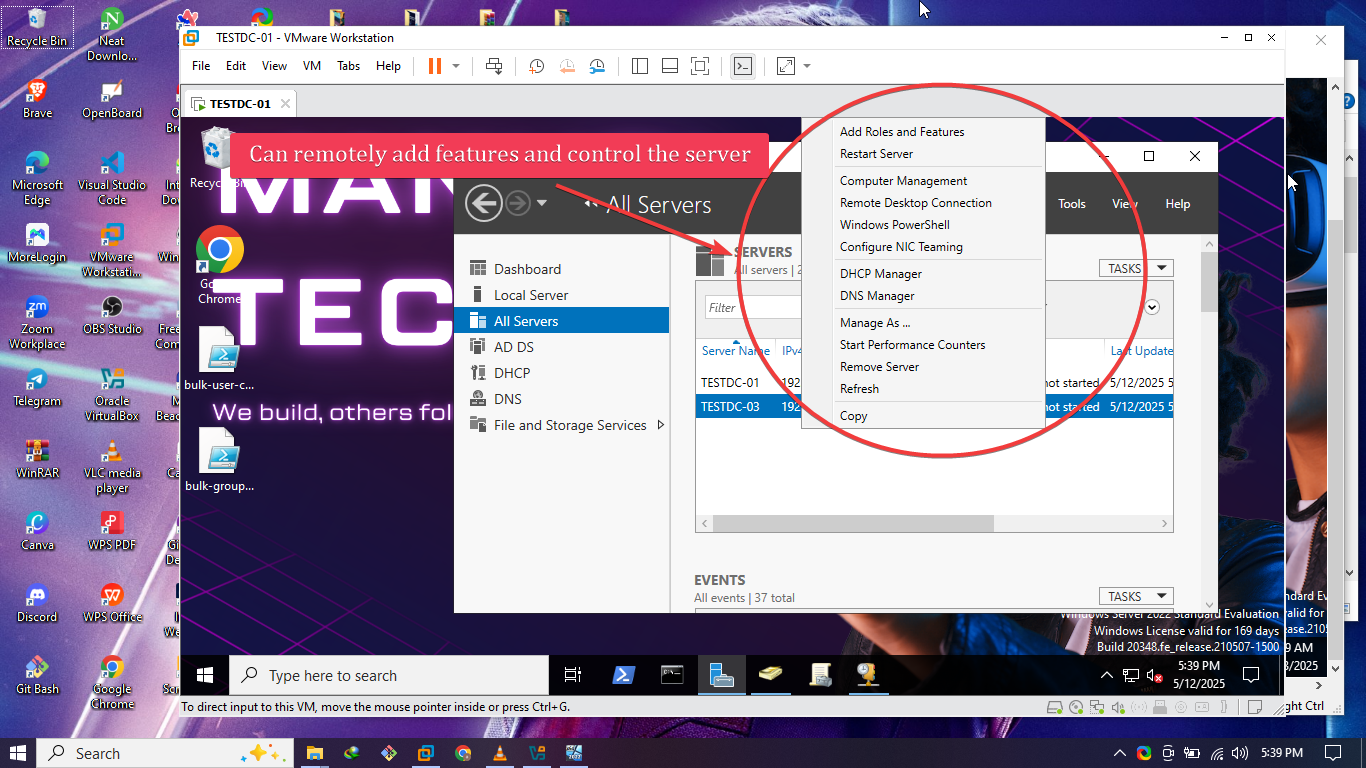 Recycle Bin
Neat
Downlo...
Brave
OpenBoard
Microsoft
Edge
Visual Studio
Code
MoreLogin
VMware
Workstati...
Zoom
Workplace
OBS Studio
Telegram
Oracle
VirtualBox
WinRAR
VLC media
player
Canva
WPS PDF
Discord
WPS Office
Git Bash
Google
Chrome
TESTDC-01 - VMware Workstation
File Edit View VM Tabs Help
TESTDC-01
Can remotely add features and control the server
TEC
We build, others fol
bulk-user-c...
bulk-group...
All Servers
Tools View Help
Dashboard
Local Server
All Servers
AD DS
DHCP
DNS
File and Storage Services
SERVERS
All servers | 2
TASKS
Filter
Server Name IPv4 Last Update
TESTDC-01 192 not started 5/12/2025 5
TESTDC-03 192 not started 5/12/2025 5
Add Roles and Features
Restart Server
Computer Management
Remote Desktop Connection
Windows PowerShell
Configure NIC Teaming
DHCP Manager
DNS Manager
Manage As ...
Start Performance Counters
Remove Server
Refresh
Copy
EVENTS
All events | 37 total
TASKS
Windows Server 2022 Standard Evaluation
Windows License valid for 169 days
Build 20348.fe_release.210507-1500
Type here to search
5:39 PM
5/12/2025
To direct input to this VM, move the mouse pointer inside or press Ctrl+G.
ght Ctrl
Search
5:39 PM